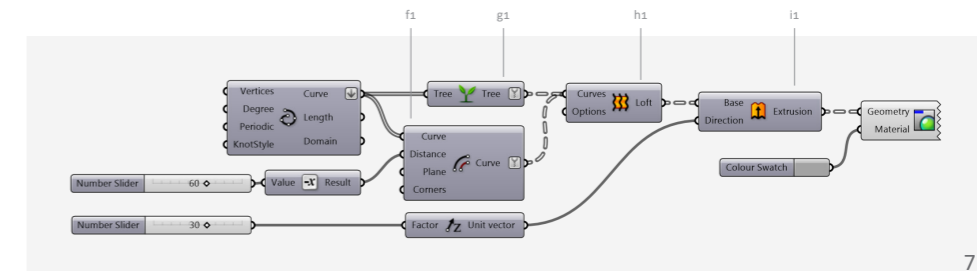 f1 g1 h1 i1
Vertices Curve
Degree Length
Periodic
KnotStyle Domain
Tree Tree
Curves Loft
Options
Base Extrusion
Direction
Geometry
Material
Curve
Distance Curve
Plane
Corners
Colour Swatch
Number Slider 60
Value -x Result
Number Slider 30
Factor Z Unit vector
7